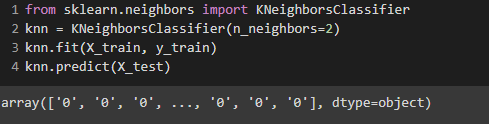 1 from sklearn.neighbors import KNeighborsClassifier
2 knn = KNeighborsClassifier(n_neighbors=2)
3 knn.fit(X_train, y_train)
4 knn.predict(X_test)
array(['0', '0', '0', ..., '0', '0', '0'], dtype=object)